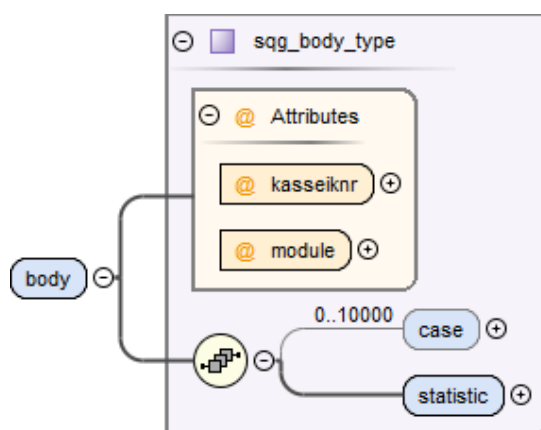 sqg_body_type
@ Attributes
@ kasseiknr
@ module
body
0..10000
case
statistic